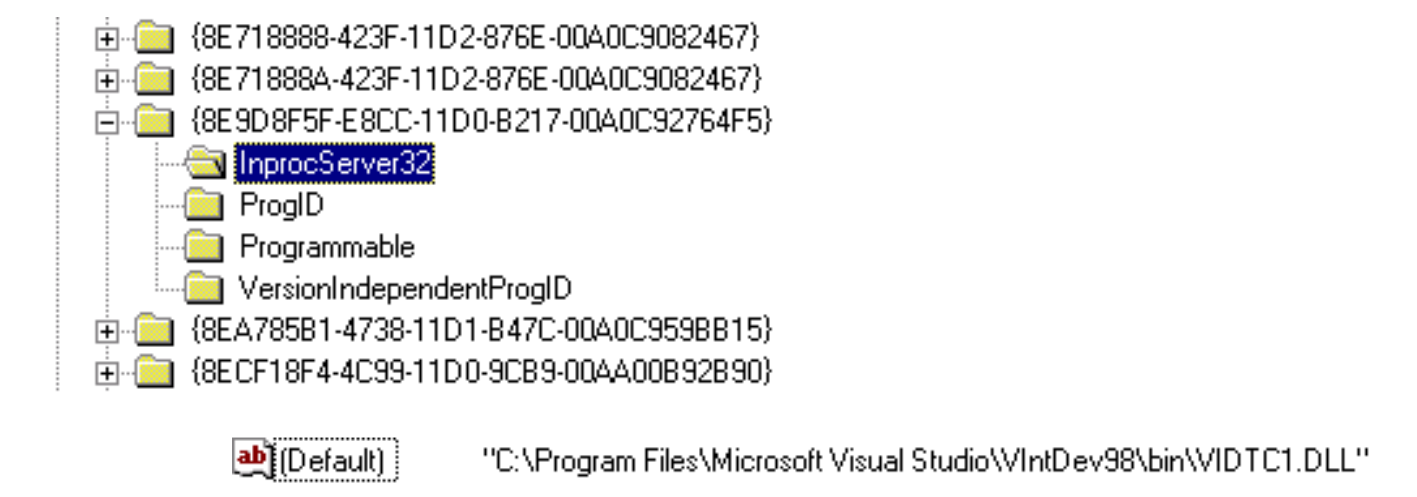 {8E718888-423F-11D2-876E-00A0C9082467}
{8E71888A-423F-11D2-876E-00A0C9082467}
{8E9D8F5F-E8CC-11D0-B217-00A0C92764F5}
InprocServer32
ProgID
Programmable
VersionIndependentProgID
{8EA785B1-4738-11D1-B47C-00A0C959BB15}
{8ECF18F4-4C99-11D0-9CB9-00AA00B92B90}
ab (Default) "C:\Program Files\Microsoft Visual Studio\VIntDev98\bin\VIDTC1.DLL"